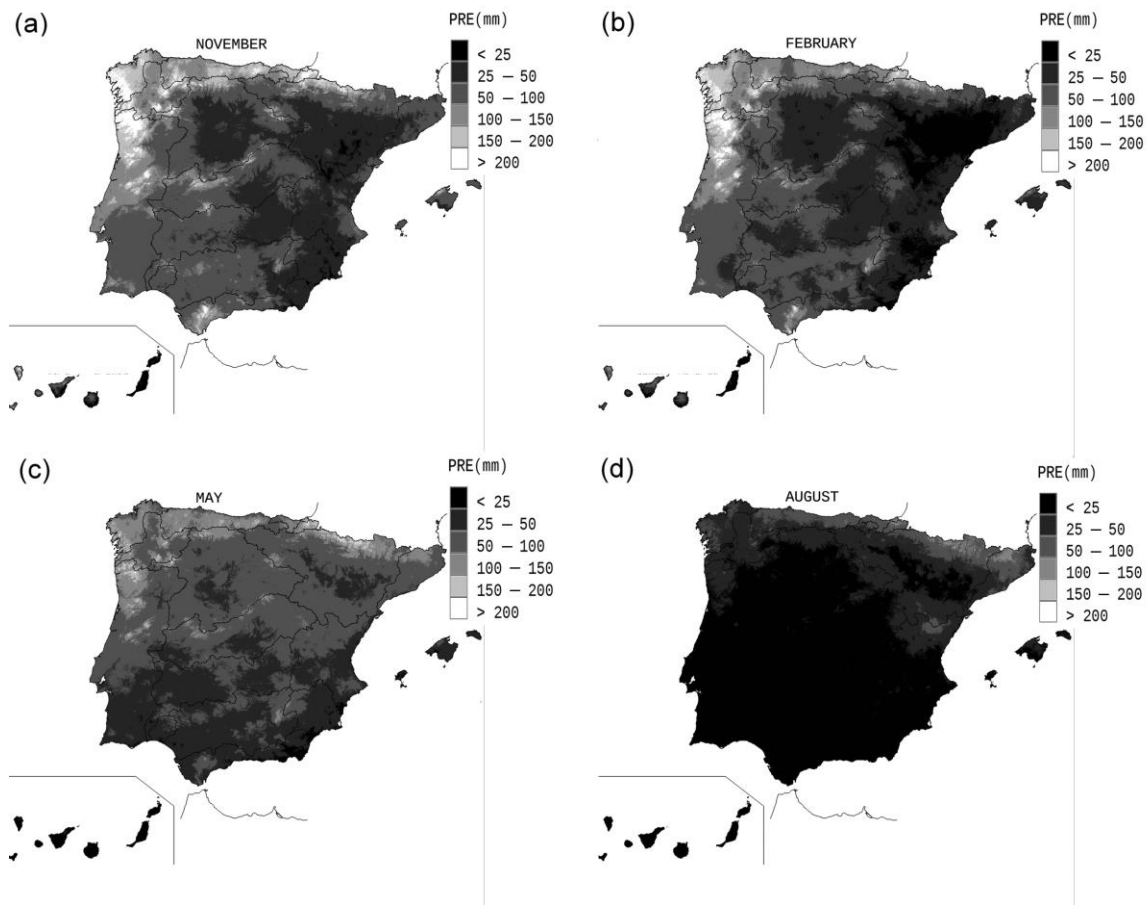 (a)
NOVEMBER
PRE(mm)
< 25
25 – 50
50 – 100
100 – 150
150 – 200
> 200
(b)
FEBRUARY
PRE(mm)
< 25
25 – 50
50 – 100
100 – 150
150 – 200
> 200
(c)
MAY
PRE(mm)
< 25
25 – 50
50 – 100
100 – 150
150 – 200
> 200
(d)
AUGUST
PRE(mm)
< 25
25 – 50
50 – 100
100 – 150
150 – 200
> 200